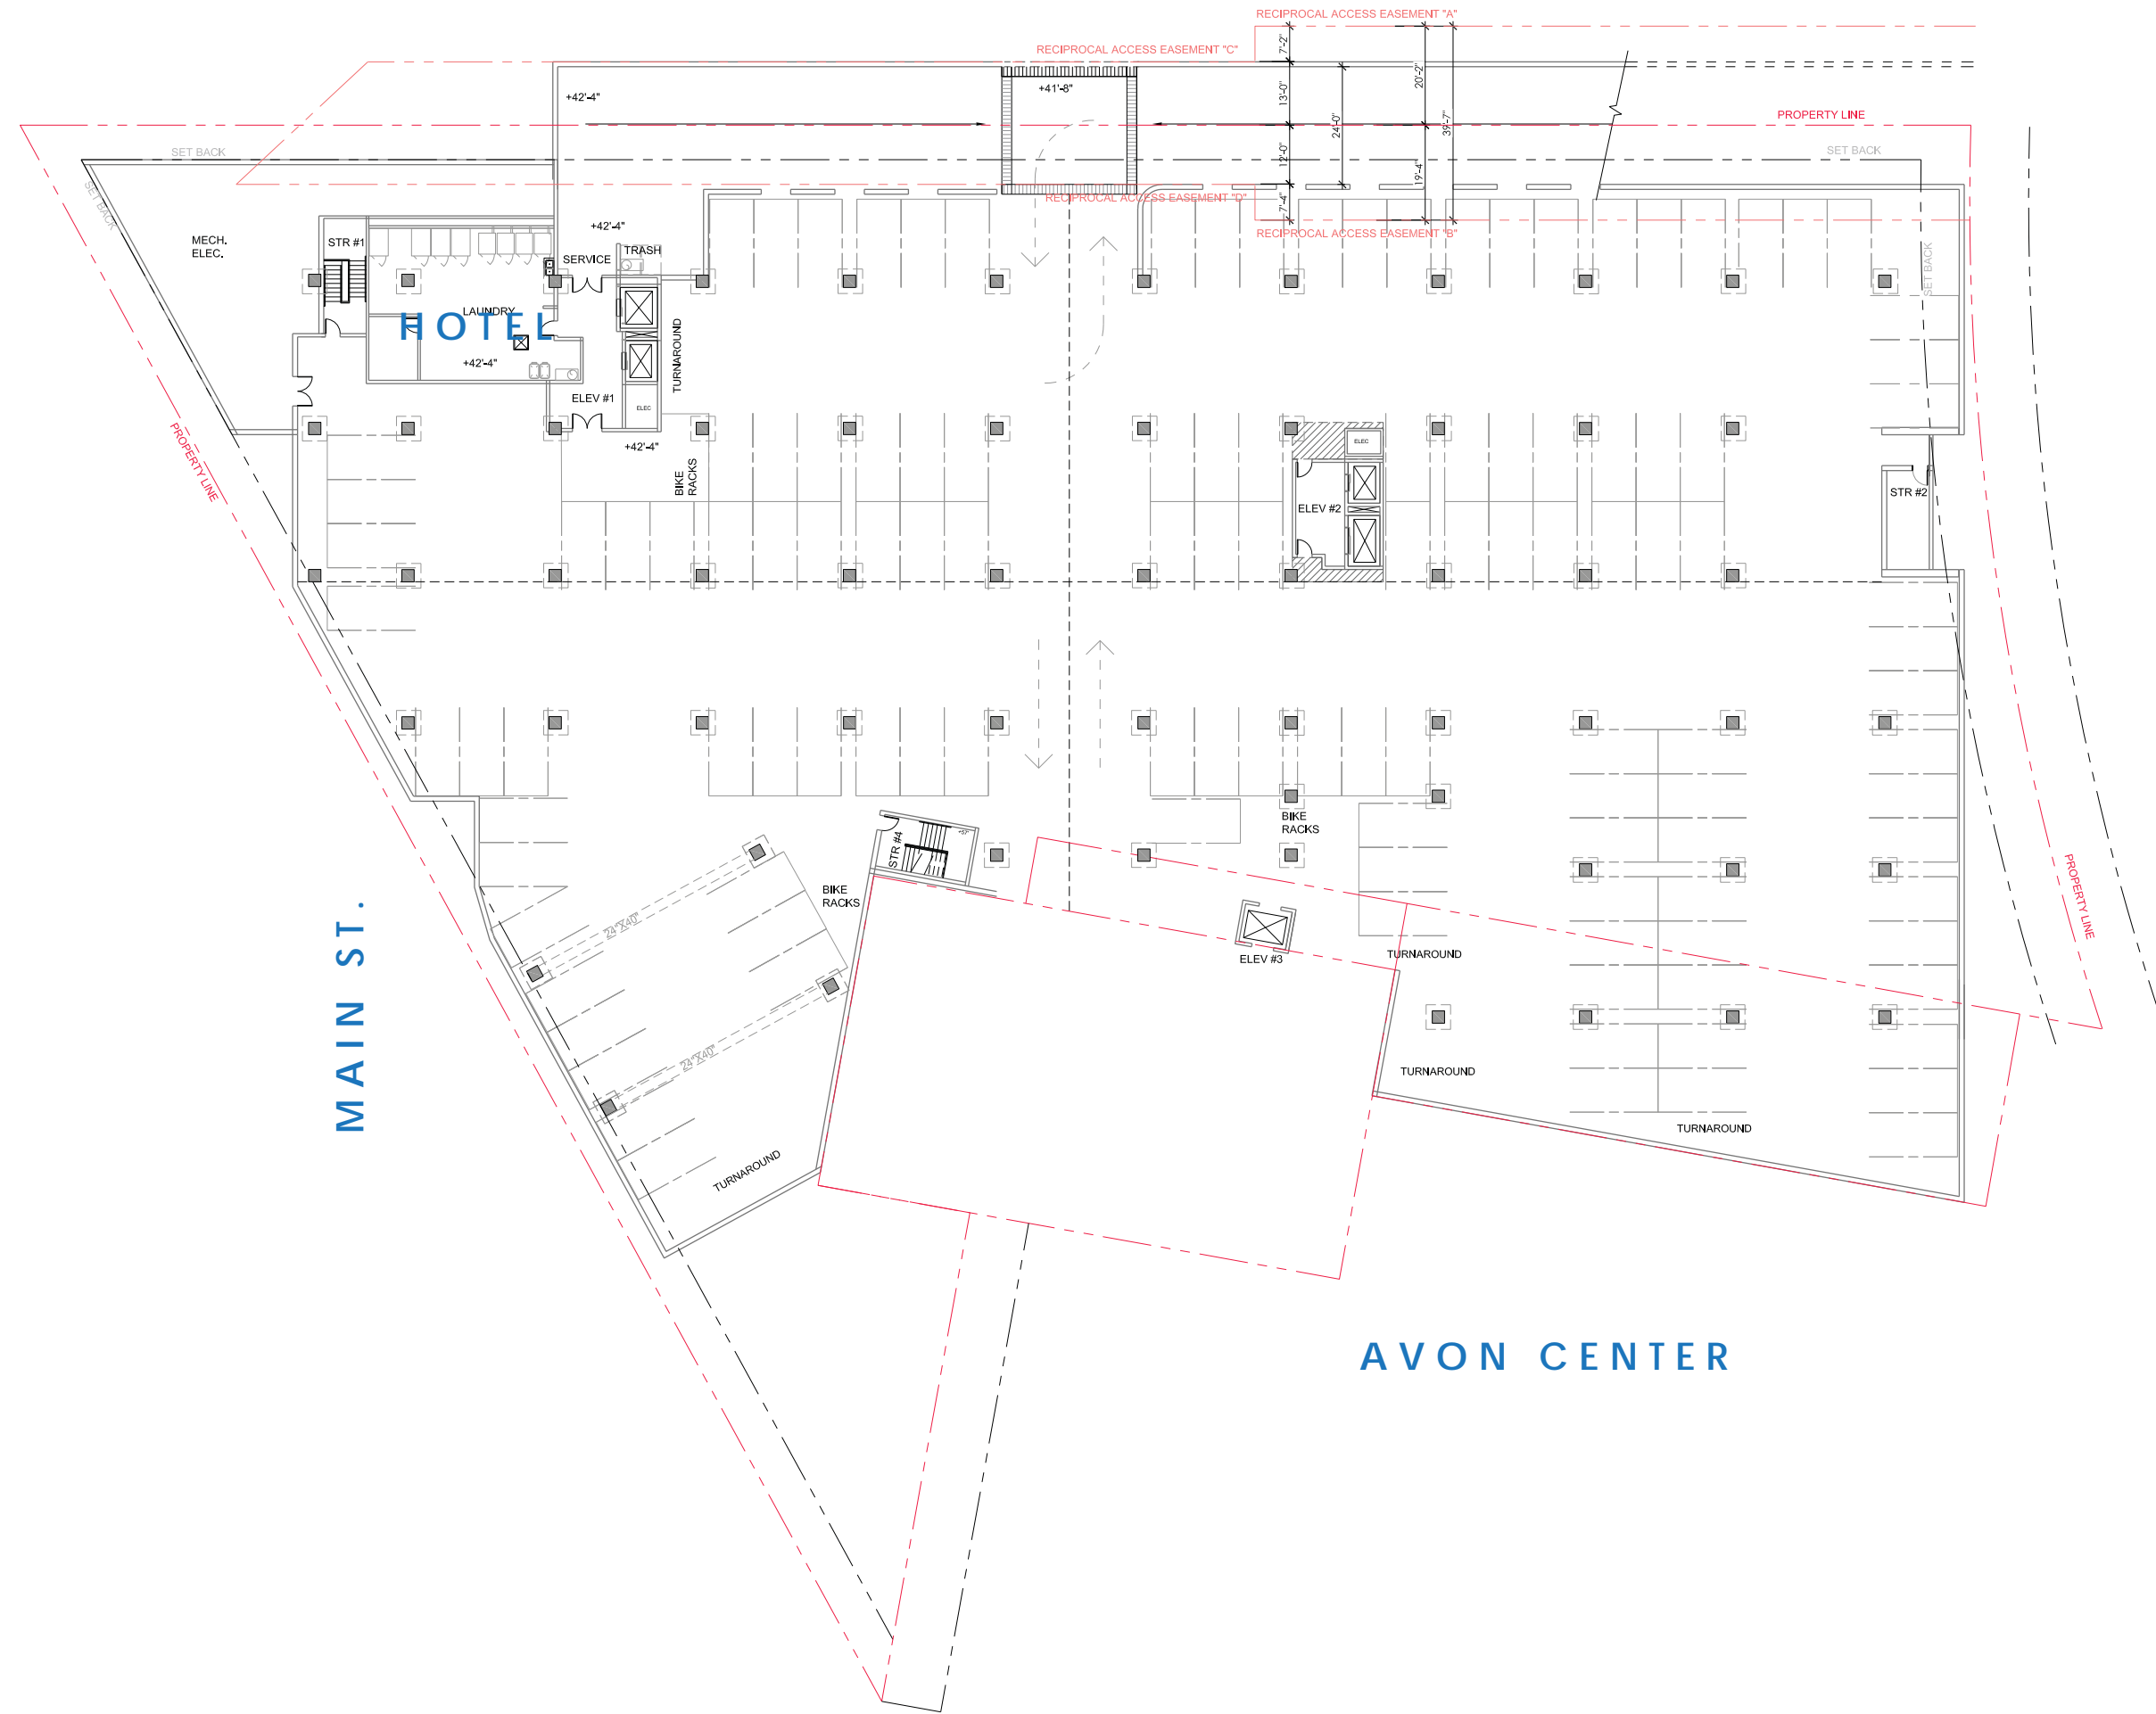 RECIPROCAL ACCESS EASEMENT "A"
RECIPROCAL ACCESS EASEMENT "C"
7'-2"
13'-0"
24'-0"
20'-2"
39'-7"
12'-0"
19'-4"
7'-4"
+42'-4"
+41'-8"
PROPERTY LINE
SET BACK
SET BACK
SET BACK
RECIPROCAL ACCESS EASEMENT "D"
RECIPROCAL ACCESS EASEMENT "B"
MECH.
ELEC.
STR #1
+42'-4"
SERVICE
TRASH
SET BACK
LAUNDRY
HOTEL
+42'-4"
TURNAROUND
ELEV #1
ELEC
+42'-4"
BIKE
RACKS
PROPERTY LINE
ELEC
ELEV #2
STR #2
BIKE
RACKS
STR #4
BIKE
RACKS
24"X40"
ELEV #3
TURNAROUND
PROPERTY LINE
MAIN ST.
24"X40"
TURNAROUND
TURNAROUND
TURNAROUND
AVON CENTER